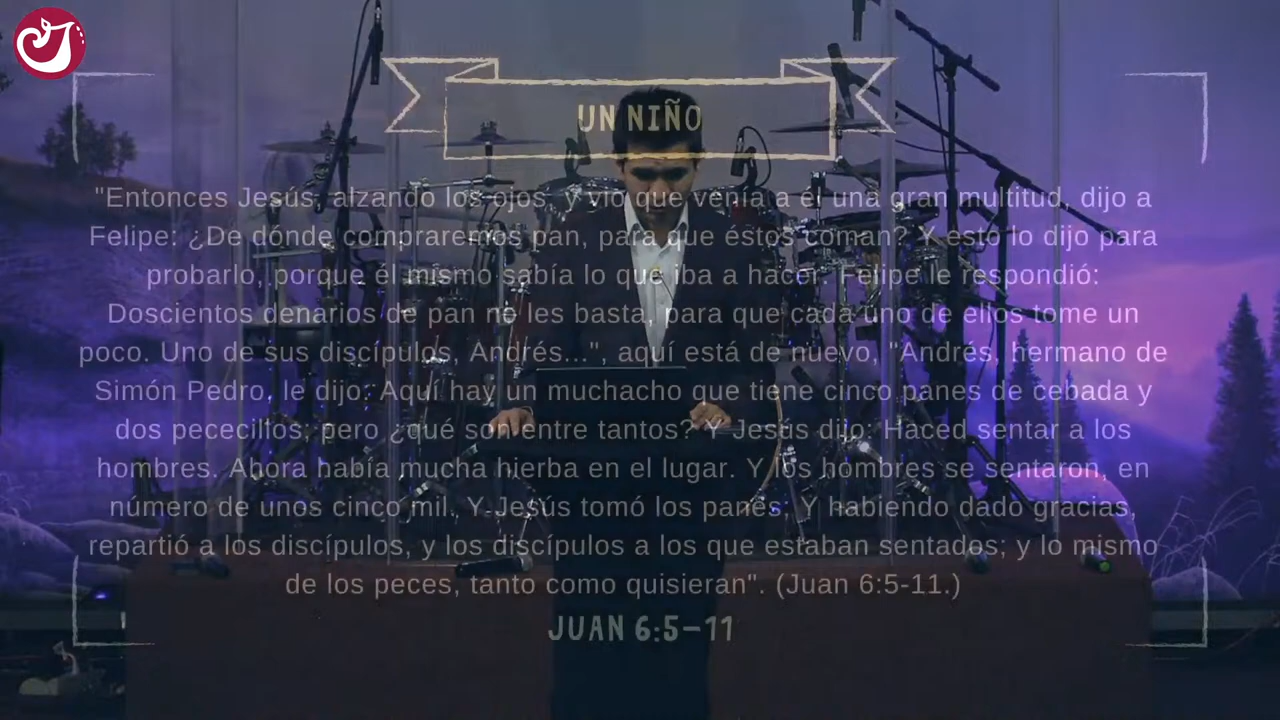 UN NIÑO
"Entonces Jesús, alzando los ojos, y vio que venía a él una gran multitud, dijo a
Felipe: ¿De dónde compraremos pan, para que éstos coman? Y esto lo dijo para
probarlo, porque él mismo sabía lo que iba a hacer. Felipe le respondió:
Doscientos denarios de pan no les basta, para que cada uno de ellos tome un
poco. Uno de sus discípulos, Andrés...", aquí está de nuevo, "Andrés, hermano de
Simón Pedro, le dijo: Aquí hay un muchacho que tiene cinco panes de cebada y
dos pececillos; pero ¿qué son entre tantos? Y Jesús dijo: Haced sentar a los
hombres. Ahora había mucha hierba en el lugar. Y los hombres se sentaron, en
número de unos cinco mil. Y Jesús tomó los panes; Y habiendo dado gracias,
repartió a los discípulos, y los discípulos a los que estaban sentados; y lo mismo
de los peces, tanto como quisieran". (Juan 6:5-11.)
JUAN 6:5-11